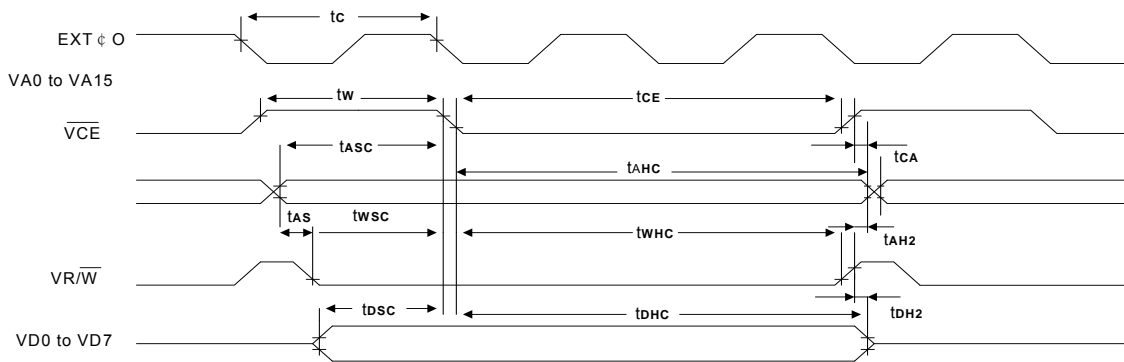 tC
EXT ¢ O
VA0 to VA15
tW
tCE
VCE
tASC
tCA
tAHC
tAS
tWSC
tWHC
tAH2
VR/W
tDSC
tDHC
tDH2
VD0 to VD7